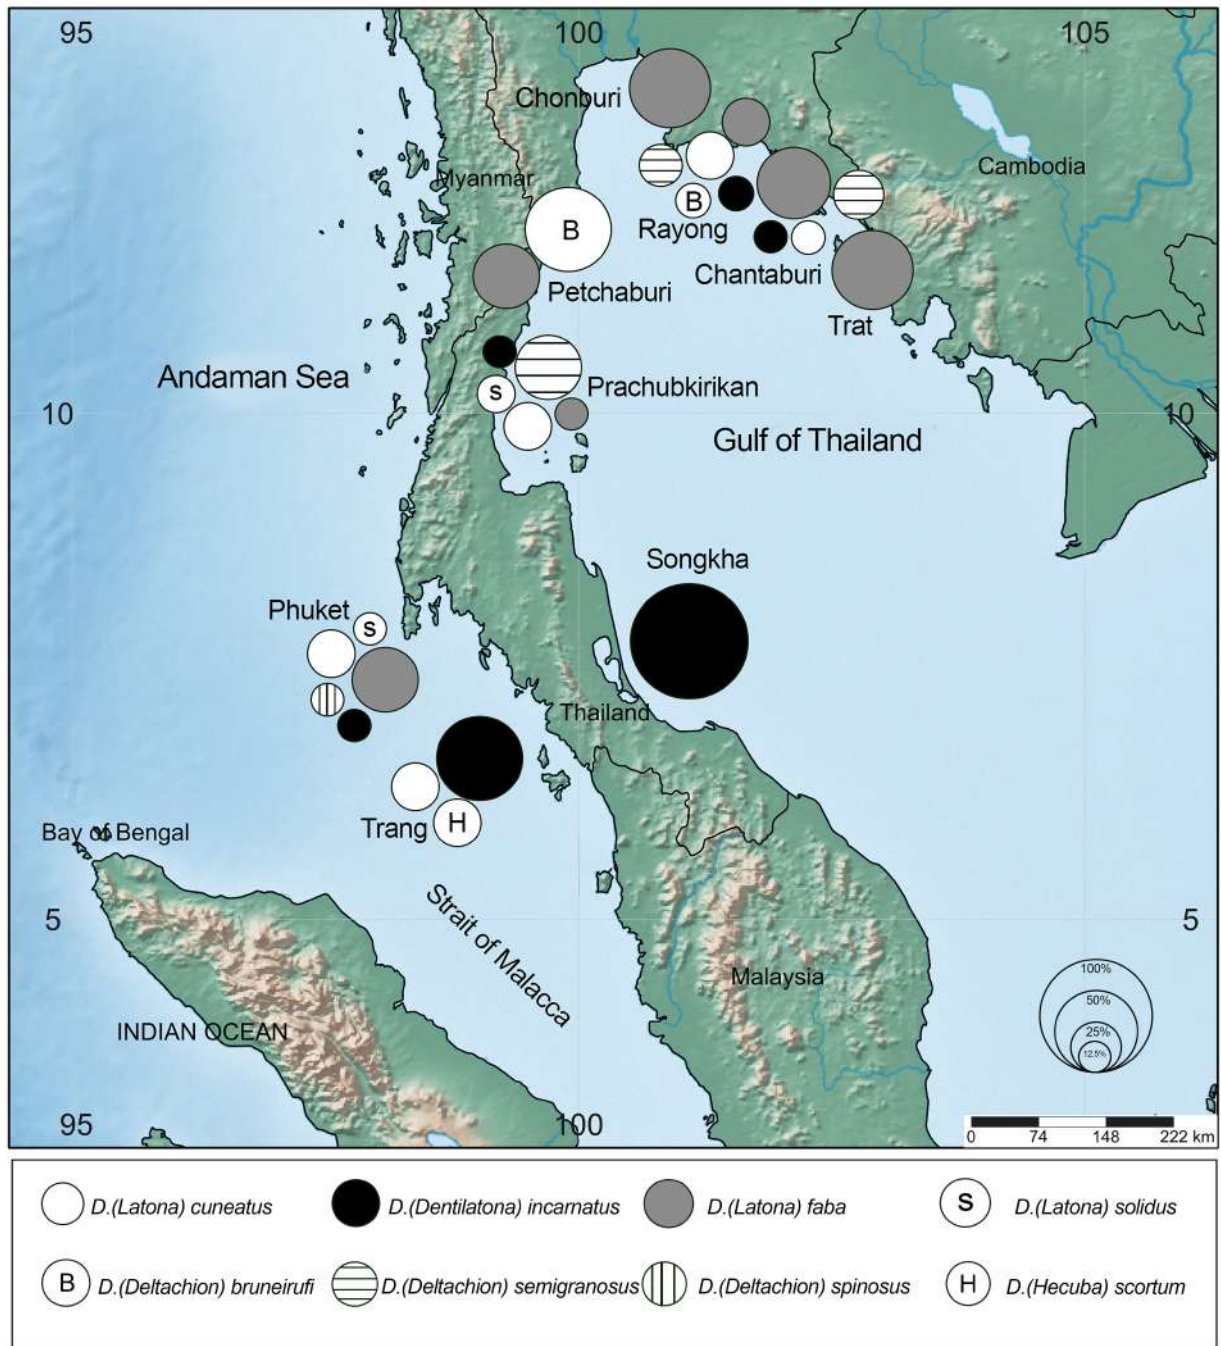 95
100
105
Chonburi
Myanmar
Cambodia
B
B
Rayong
Chantaburi
Petchaburi
Trat
Andaman Sea
S
Prachubkirikan
10
10
Gulf of Thailand
Songkha
Phuket
S
Thailand
Trang
H
Bay of Bengal
5
5
Strait of Malacca
Malaysia
100%
50%
25%
12.5%
INDIAN OCEAN
95
100
0 74 148 222 km
D.(Latona) cuneatus
D.(Dentilatona) incarnatus
D.(Latona) faba
S D.(Latona) solidus
B D.(Deltachion) bruneirufi
D.(Deltachion) semigranosus
D.(Deltachion) spinosus
H D.(Hecuba) scortum